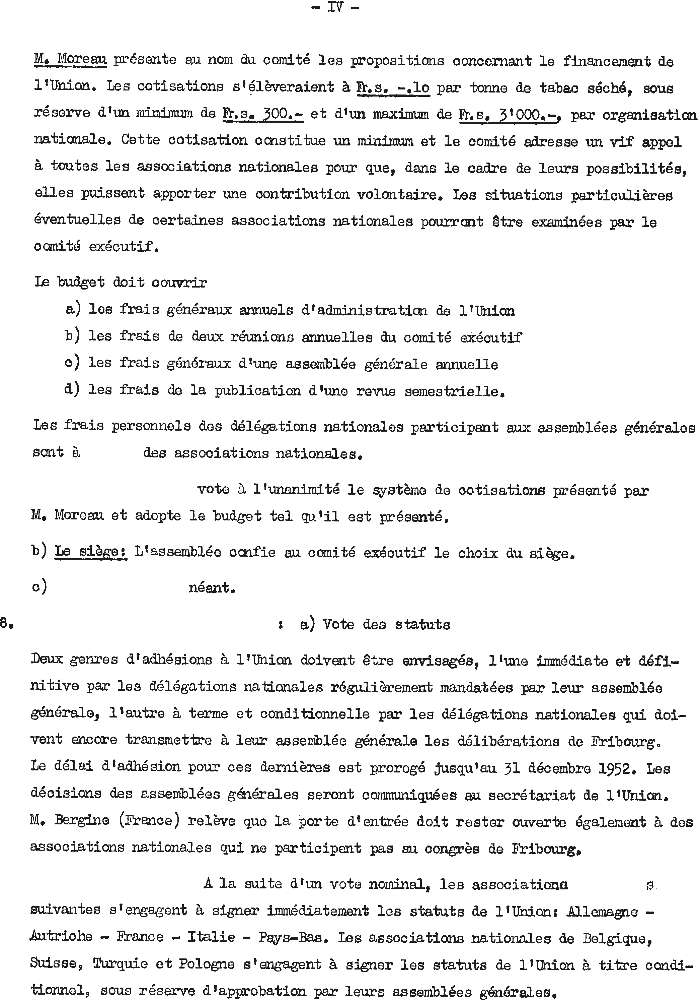 - IV -
M. Moreau présente au nom du comité les propositions concernant le financement de
l'Union. Les cotisations s'élèveraient à Fr.s. -.lo par tonne de tabac séché, sous
réserve d'un minimum de Fr.s. 300.- et d'un maximum de Fr.s. 3'000.-, par organisation
nationale. Cette cotisation constitue un minimum et le comité adresse un vif appel
à toutes les associations nationales pour que, dans le cadre de leurs possibilités,
elles puissent apporter une contribution volontaire. Les situations particulières
éventuelles de certaines associations nationales pourront être examinées par le
comité exécutif.
Le budget doit couvrir
a) les frais généraux annuels d'administration de l'Union
b) les frais de deux réunions annuelles du comité exécutif
c) les frais généraux d'une assemblée générale annuelle
d) les frais de la publication d'une revue semestrielle.
Les frais personnels des délégations nationales participant aux assemblées générales
sont à des associations nationales.
vote à l'unanimité le système de cotisations présenté par
M. Moreau et adopte le budget tel qu'il est présenté.
b) Le siège: L'assemblée confie au comité exécutif le choix du siège.
c) néant.
8. : a) Vote des statuts
Deux genres d'adhésions à l'Union doivent être envisagés, l'une immédiate et défi-
nitive par les délégations nationales régulièrement mandatées par leur assemblée
générale, l'autre à terme et conditionnelle par les délégations nationales qui doi-
vent encore transmettre à leur assemblée générale les délibérations de Fribourg.
Le délai d'adhésion pour ces dernières est prorogé jusqu'au 31 décembre 1952. Les
décisions des assemblées générales seront communiquées au secrétariat de l'Union.
M. Bergine (France) relève que la porte d'entrée doit rester ouverte également à des
associations nationales qui ne participent pas au congrès de Fribourg.
A la suite d'un vote nominal, les associations s.
suivantes s'engagent à signer immédiatement les statuts de l'Union: Allemagne -
Autriche - France - Italie - Pays-Bas. Les associations nationales de Belgique,
Suisse, Turquie et Pologne s'engagent à signer les statuts de l'Union à titre condi-
tionnel, sous réserve d'approbation par leurs assemblées générales.